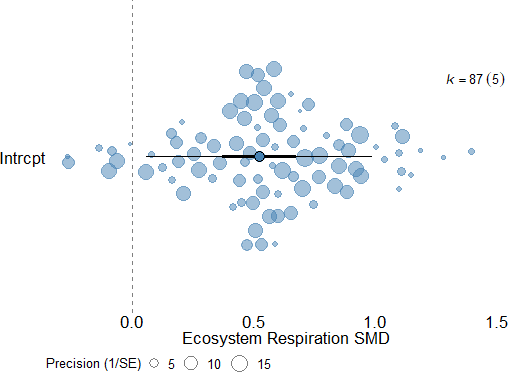 k = 87 (5)
Intrcpt
0.0 0.5 1.0 1.5
Ecosystem Respiration SMD
Precision (1/SE) 5 10 15